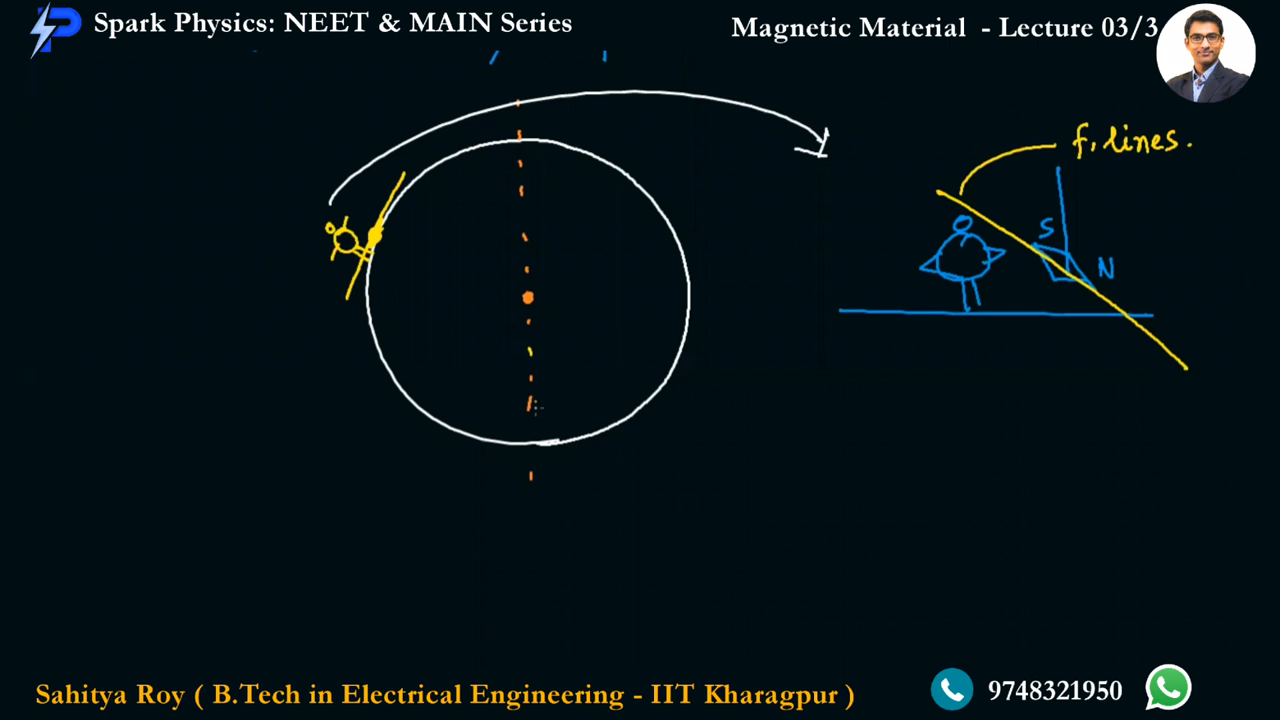 Spark Physics: NEET & MAIN Series
Magnetic Material - Lecture 03/3
f. lines.
S
N
Sahitya Roy ( B.Tech in Electrical Engineering - IIT Kharagpur )
9748321950